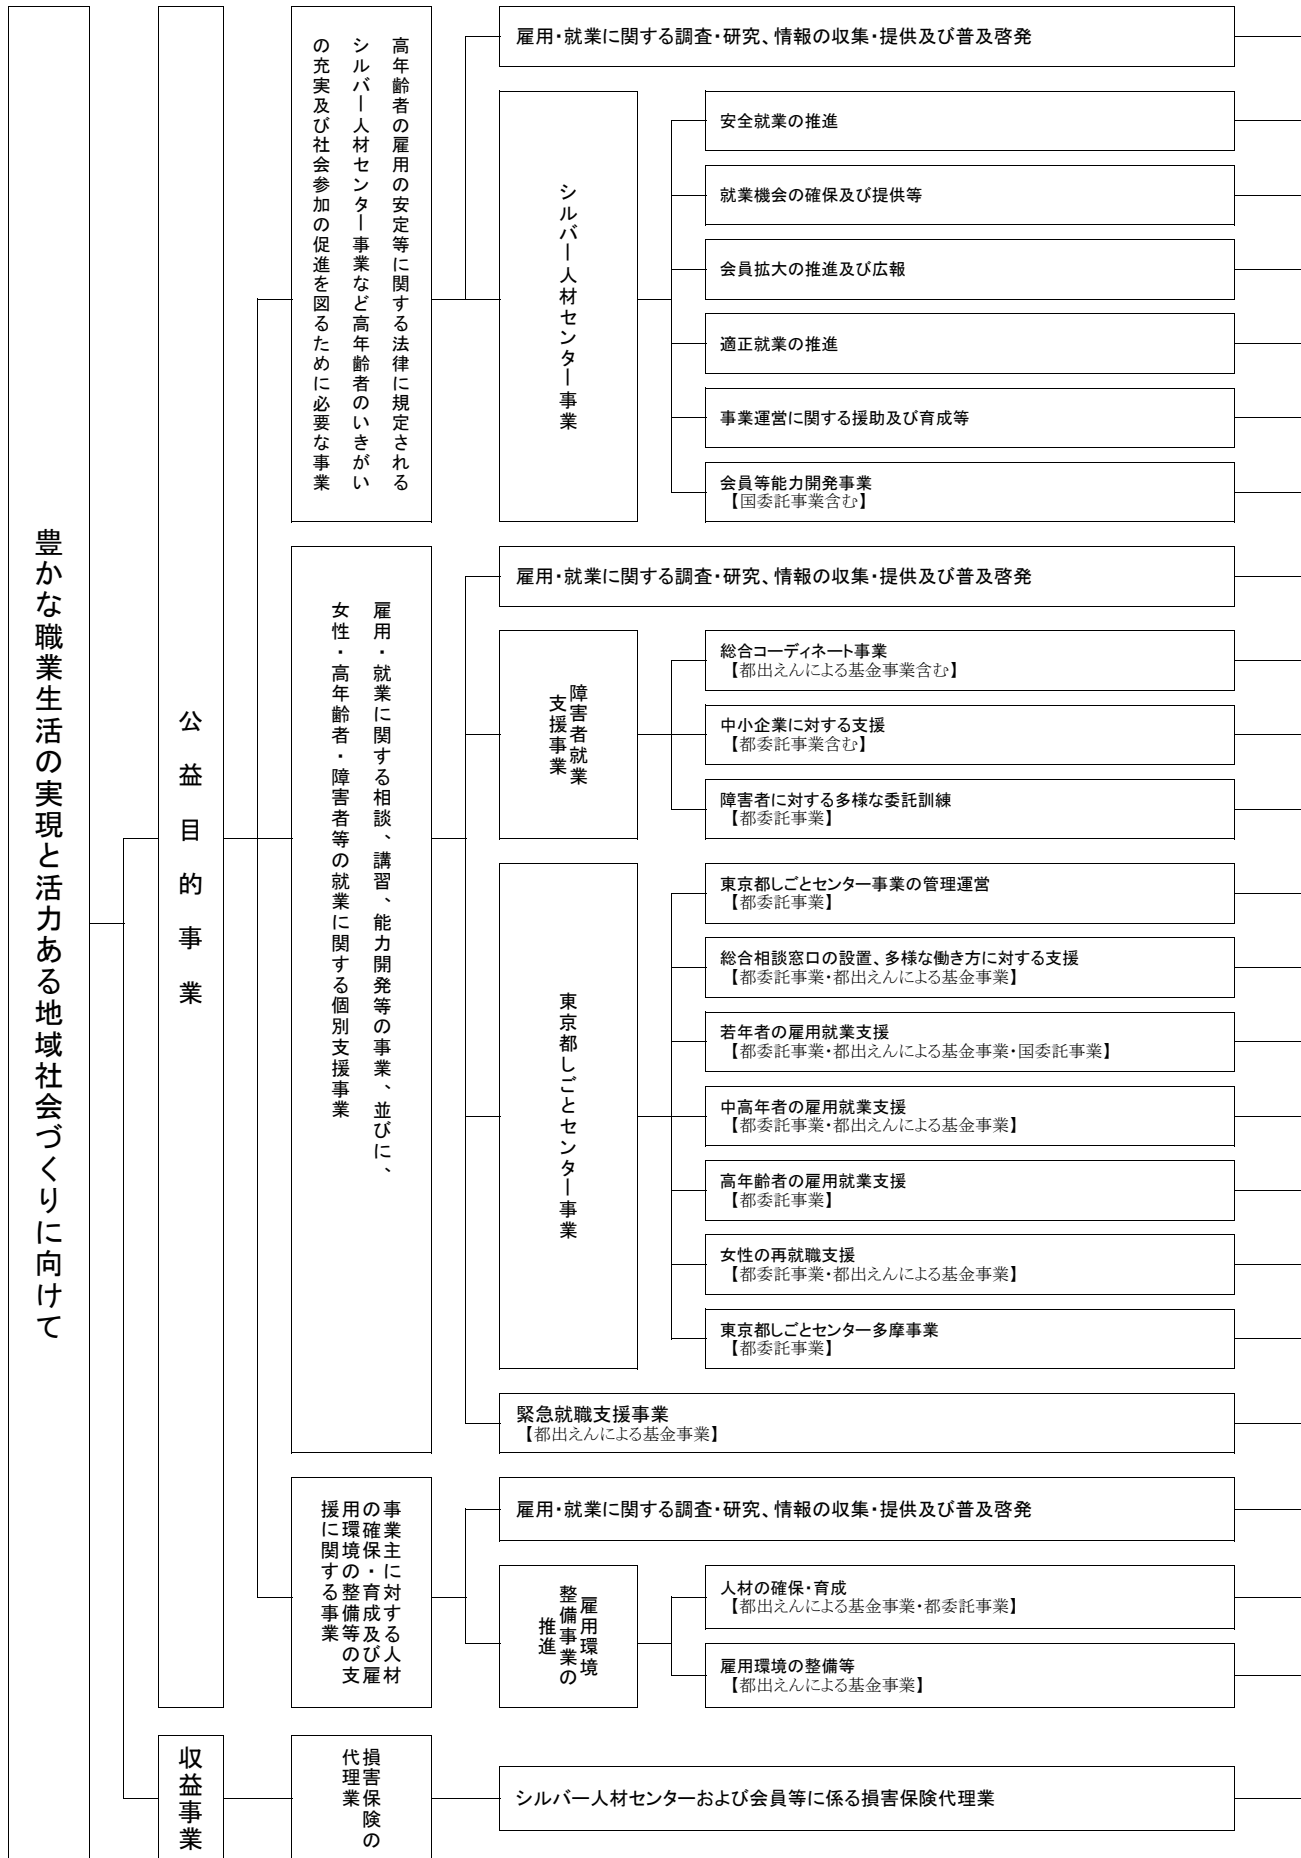 豊かな職業生活の実現と活力ある地域社会づくりに向けて
公益目的事業
高年齢者の雇用の安定等に関する法律に規定される
シルバー人材センター事業など高年齢者のいきがい
の充実及び社会参加の促進を図るために必要な事業
雇用・就業に関する調査・研究、情報の収集・提供及び普及啓発
シルバー人材センター事業
安全就業の推進
就業機会の確保及び提供等
会員拡大の推進及び広報
適正就業の推進
事業運営に関する援助及び育成等
会員等能力開発事業
【国委託事業含む】
雇用・就業に関する相談、講習、能力開発等の事業、並びに、
女性・高年齢者・障害者等の就業に関する個別支援事業
雇用・就業に関する調査・研究、情報の収集・提供及び普及啓発
障害者就業
支援事業
総合コーディネート事業
【都出えんによる基金事業含む】
中小企業に対する支援
【都委託事業含む】
障害者に対する多様な委託訓練
【都委託事業】
東京都しごとセンター事業
東京都しごとセンター事業の管理運営
【都委託事業】
総合相談窓口の設置、多様な働き方に対する支援
【都委託事業・都出えんによる基金事業】
若年者の雇用就業支援
【都委託事業・都出えんによる基金事業・国委託事業】
中高年者の雇用就業支援
【都委託事業・都出えんによる基金事業】
高年齢者の雇用就業支援
【都委託事業】
女性の再就職支援
【都委託事業・都出えんによる基金事業】
東京都しごとセンター多摩事業
【都委託事業】
緊急就職支援事業
【都出えんによる基金事業】
事業主に対する人材
の確保・育成及び雇
用環境の整備等の支
援に関する事業
雇用・就業に関する調査・研究、情報の収集・提供及び普及啓発
雇用環境
整備事業の
推進
人材の確保・育成
【都出えんによる基金事業・都委託事業】
雇用環境の整備等
【都出えんによる基金事業】
収益事業
損害保険の
代理業
シルバー人材センターおよび会員等に係る損害保険代理業